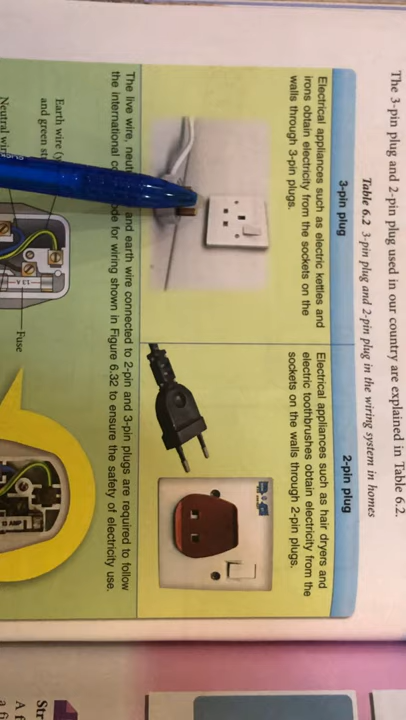 The 3-pin plug and 2-pin plug used in our country are explained in Table 6.2.
Table 6.2 3-pin plug and 2-pin plug in the wiring system in homes
3-pin plug
2-pin plug
Electrical appliances such as electric kettles and
irons obtain electricity from the sockets on the
walls through 3-pin plugs.
Electrical appliances such as hair dryers and
electric toothbrushes obtain electricity from the
sockets on the walls through 2-pin plugs.
The live wire, neut and earth wire connected to 2-pin and 3-pin plugs are required to follow
the international co ode for wiring shown in Figure 6.32 to ensure the safety of electricity use.
Earth wire (y
and green st
Neutral wire
Fuse
13 AMP
Str
A f
a fi